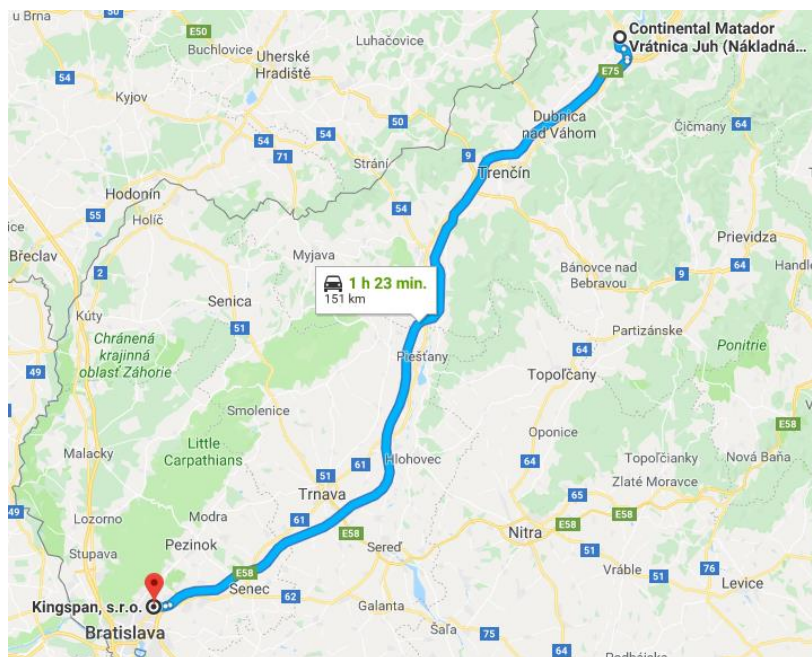 u Brna
E50
Buchlovice
Uherské
Hradiště
Luhačovice
Continental Matador
Vrátnica Juh (Nákladná...
E75
54
50
Kyjov
54
54
71
Strání
9
Dubnica
nad Váhom
Čičmany
64
Trenčín
Hodonín
Holíč
55
54
Břeclav
2
Myjava
Prievidza
64
Handlo
1 h 23 min.
151 km
Bánovce nad
Bebravou
9
Kúty
Senica
51
Chránená
krajinná
oblasť Záhorie
49
Piešťany
Partizánske
64
Ponitrie
Topoľčany
Smolenice
E58
Malacky
Little
Carpathians
51
61
Hlohovec
Oponice
64
Topoľčianky
Nová Baňa
Trnava
65
Zlaté Moravce
E58
49
Lozorno
Modra
61
E58
Nitra
E58
Stupava
Pezinok
Sereď
51
E58
Senec
Vráble
76
51
Levice
Kingspan, s.r.o.
62
Galanta
Bratislava
Šaľa
75
64